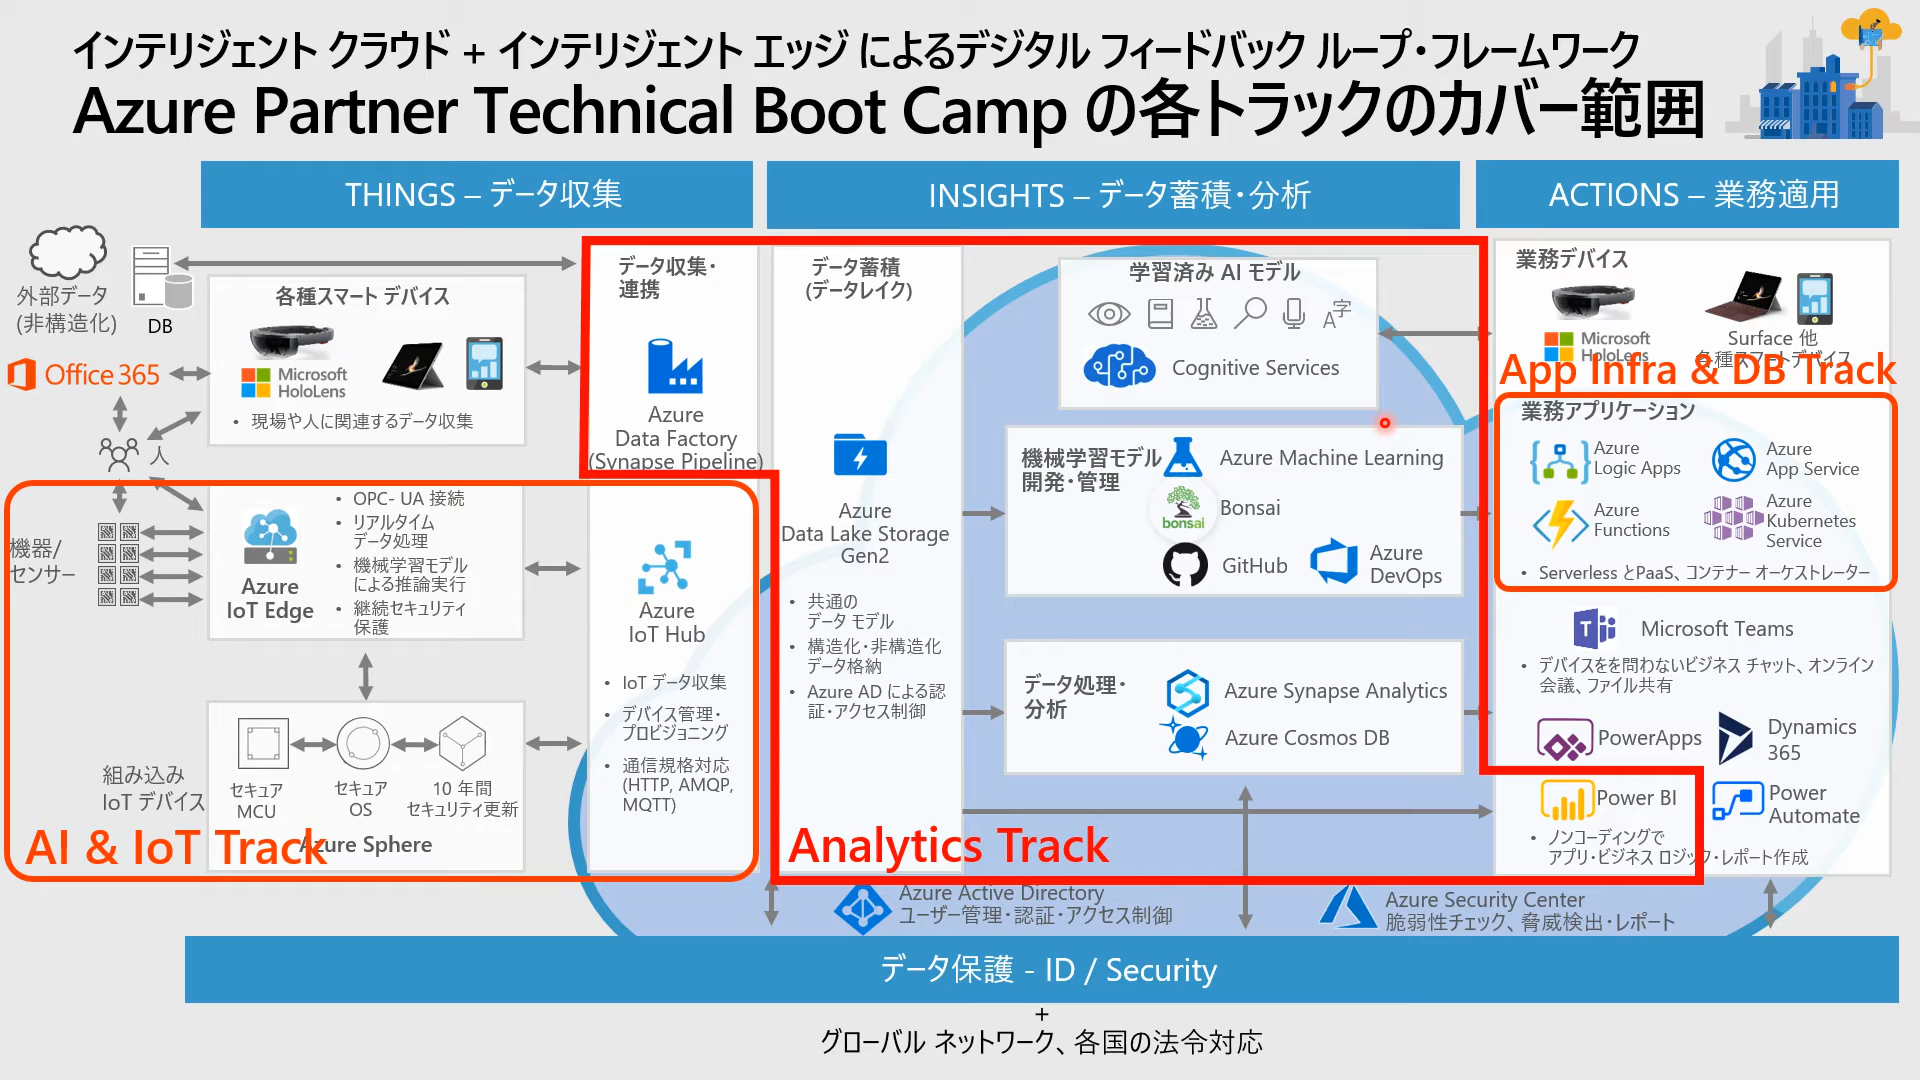 インテリジェント クラウド + インテリジェント エッジ によるデジタル フィードバック ループ・フレームワーク
Azure Partner Technical Boot Camp の各トラックのカバー範囲
THINGS – データ収集
INSIGHTS – データ蓄積・分析
ACTIONS – 業務適用
外部データ
(非構造化)
DB
Office 365
人
機器/
センサー
組み込み
IoT デバイス
各種スマート デバイス
Microsoft
HoloLens
• 現場や人に関連するデータ収集
Azure
IoT Edge
• OPC- UA 接続
• リアルタイム
データ処理
• 機械学習モデル
による推論実行
• 継続セキュリティ
保護
セキュア
MCU
セキュア
OS
10 年間
セキュリティ更新
Azure Sphere
AI & IoT Track
データ収集・
連携
Azure
Data Factory
(Synapse Pipeline)
Azure
IoT Hub
• IoT データ収集
• デバイス管理・
プロビジョニング
• 通信規格対応
(HTTP, AMQP,
MQTT)
データ蓄積
(データレイク)
Azure
Data Lake Storage
Gen2
• 共通の
データ モデル
• 構造化・非構造化
データ格納
• Azure AD による認
証・アクセス制御
Analytics Track
学習済み AI モデル
A字
Cognitive Services
機械学習モデル
開発・管理
Azure Machine Learning
bonsai
Bonsai
GitHub
Azure
DevOps
データ処理・
分析
Azure Synapse Analytics
Azure Cosmos DB
業務デバイス
Microsoft
HoloLens
Surface 他
各種スマートデバイス
App Infra & DB Track
業務アプリケーション
Azure
Logic Apps
Azure
App Service
Azure
Functions
Azure
Kubernetes
Service
• Serverless とPaaS、コンテナー オーケストレーター
T
Microsoft Teams
• デバイスをを問わないビジネス チャット、オンライン
会議、ファイル共有
PowerApps
Dynamics
365
Power BI
Power
Automate
• ノンコーディングで
アプリ・ビジネス ロジック・レポート作成
Azure Active Directory
ユーザー管理・認証・アクセス制御
Azure Security Center
脆弱性チェック、脅威検出・レポート
データ保護 - ID / Security
+
グローバル ネットワーク、各国の法令対応